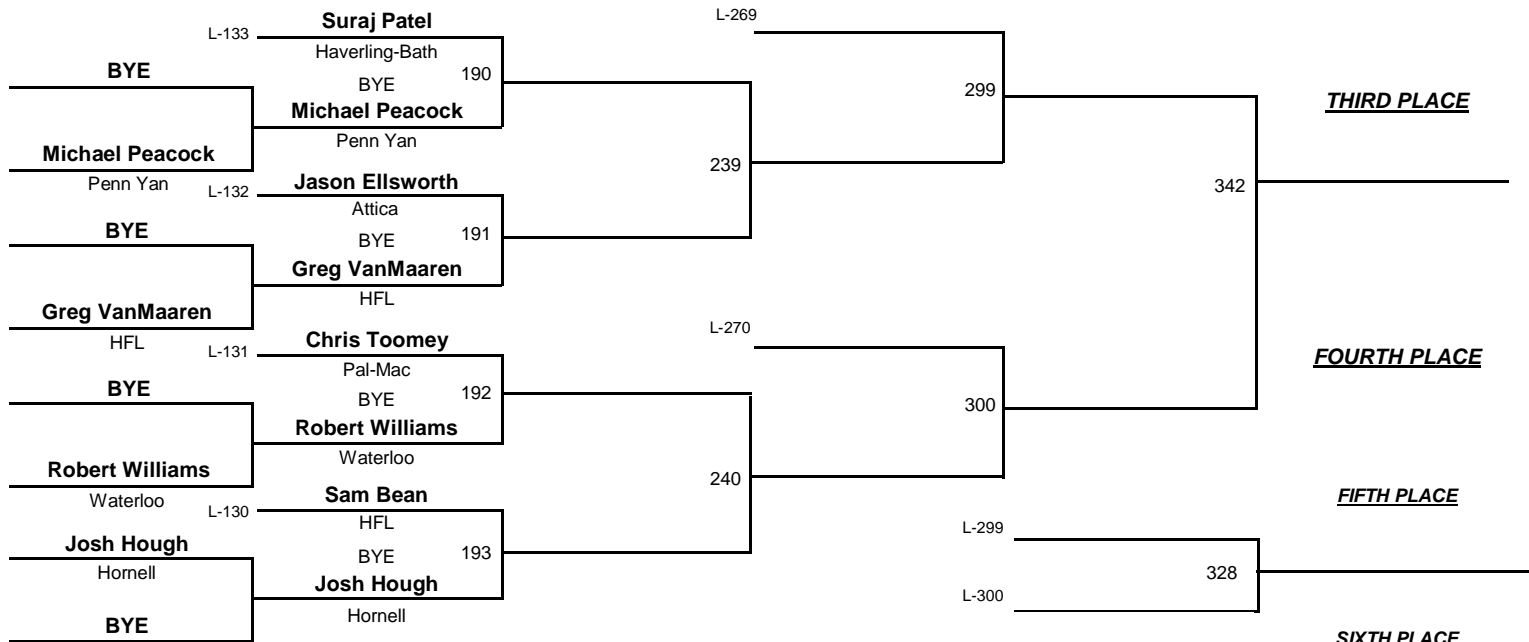 Suraj Patel
L-269
L-133
Haverling-Bath
BYE
190
BYE
299
Michael Peacock
THIRD PLACE
Penn Yan
Michael Peacock
239
Penn Yan
L-132
Jason Ellsworth
342
Attica
BYE
BYE
191
Greg VanMaaren
HFL
Greg VanMaaren
L-270
HFL
L-131
Chris Toomey
FOURTH PLACE
Pal-Mac
BYE
BYE
192
300
Robert Williams
Waterloo
Robert Williams
240
Waterloo
L-130
Sam Bean
FIFTH PLACE
HFL
L-299
Josh Hough
BYE
193
Hornell
Josh Hough
328
L-300
Hornell
BYE
SIXTH PLACE